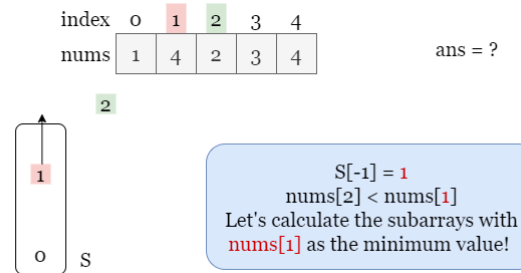 index 0 1 2 3 4
nums 1 4 2 3 4
ans = ?
2
1
0 S
S[-1] = 1
nums[2] < nums[1]
Let's calculate the subarrays with
nums[1] as the minimum value!